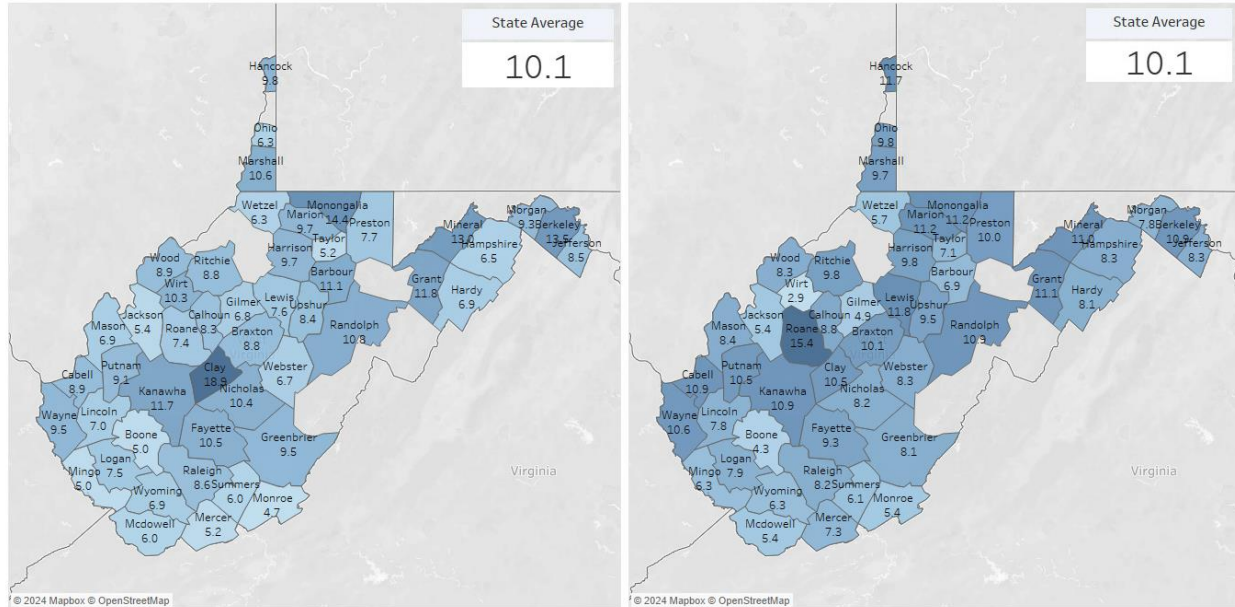 State Average
10.1
Hancock
9.8
Ohio
6.3
Marshall
10.6
Wetzel
6.3
Monongalia
14.4
Marion
9.7
Preston
7.7
Taylor
5.2
Harrison
9.7
Morgan
9.3
Berkeley
13.5
Jefferson
8.5
Mineral
13.0
Hampshire
6.5
Grant
11.8
Hardy
6.9
Wood
8.9
Ritchie
8.8
Wirt
10.3
Barbour
11.1
Jackson
5.4
Roane
7.4
Calhoun
8.3
Gilmer
6.8
Lewis
7.6
Upshur
8.4
Randolph
10.8
Braxton
8.8
Mason
6.9
Putnam
9.1
Clay
18.9
Webster
6.7
Cabell
8.9
Kanawha
11.7
Nicholas
10.4
Wayne
9.5
Lincoln
7.0
Boone
5.0
Fayette
10.5
Greenbrier
9.5
Logan
7.5
Mingo
5.0
Raleigh
8.6
Summers
6.0
Monroe
4.7
Wyoming
6.9
Mercer
5.2
Mcdowell
6.0
Virginia
© 2024 Mapbox © OpenStreetMap
State Average
10.1
Hancock
11.7
Ohio
9.8
Marshall
9.7
Wetzel
5.7
Monongalia
11.2
Marion
11.2
Preston
10.0
Taylor
7.1
Harrison
9.8
Morgan
7.8
Berkeley
10.9
Jefferson
8.3
Mineral
11.0
Hampshire
8.3
Grant
11.1
Hardy
8.1
Wood
8.3
Ritchie
9.8
Wirt
2.9
Barbour
6.9
Jackson
5.4
Roane
15.4
Calhoun
8.8
Gilmer
4.9
Lewis
11.8
Upshur
9.5
Randolph
10.9
Braxton
10.1
Mason
8.4
Putnam
10.5
Clay
10.5
Webster
8.3
Cabell
10.9
Kanawha
10.9
Nicholas
8.2
Wayne
10.6
Lincoln
7.8
Boone
4.3
Fayette
9.3
Greenbrier
8.1
Logan
7.9
Mingo
6.3
Raleigh
8.2
Summers
6.1
Monroe
5.4
Wyoming
6.3
Mercer
7.3
Mcdowell
5.4
Virginia
© 2024 Mapbox © OpenStreetMap